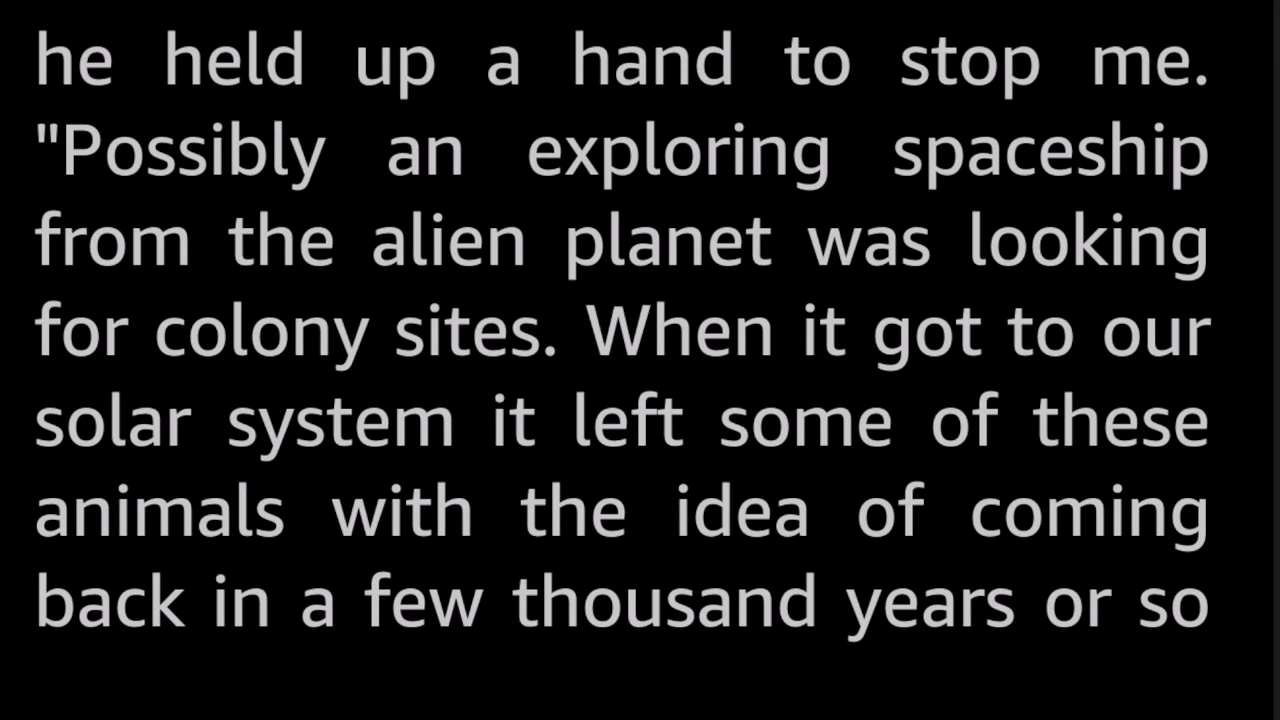 he held up a hand to stop me.
"Possibly an exploring spaceship
from the alien planet was looking
for colony sites. When it got to our
solar system it left some of these
animals with the idea of coming
back in a few thousand years or so